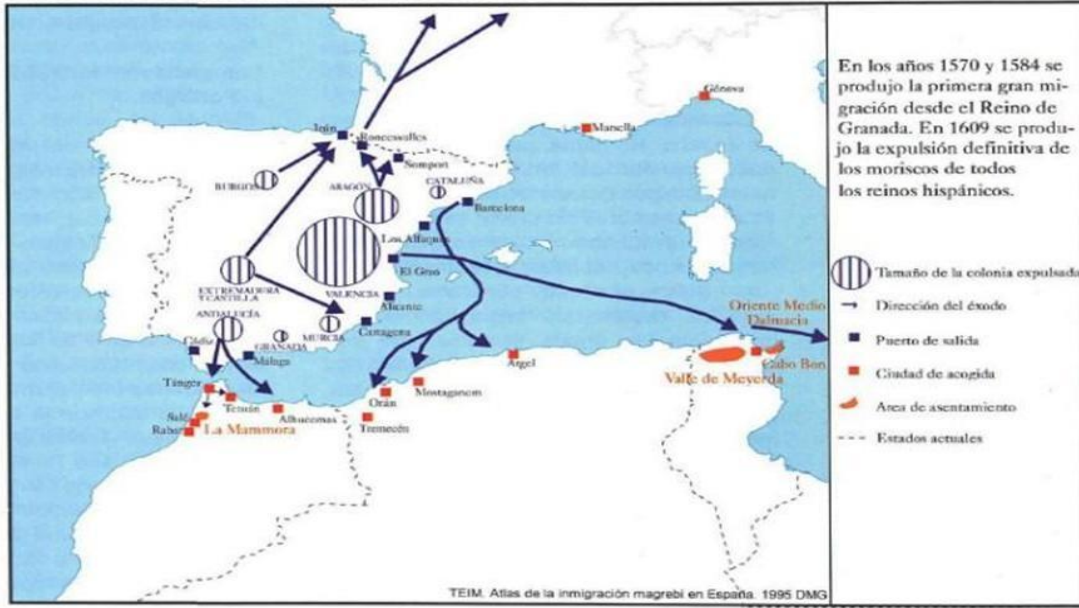 En los años 1570 y 1584 se
produjo la primera gran mi-
gración desde el Reino de
Granada. En 1609 se produ-
jo la expulsión definitiva de
los moriscos de todos
los reinos hispánicos.
Tamaño de la colonia expulsada
Dirección del éxodo
Puerto de salida
Ciudad de acogida
Area de asentamiento
Estados actuales
Génova
Marsella
Irún
Roncesvalles
Somport
BURGOS
ARAGÓN
CATALUÑA
Barcelona
Los Alfaques
El Grao
EXTREMADURA
Y CASTILLA
VALENCIA
Alicante
ANDALUCÍA
Cartagena
MURCIA
GRANADA
Cádiz
Málaga
Oriente Medio
Dalmacia
Cabo Bon
Valle de Meyerda
Argel
Mostaganem
Orán
Tremecén
Tánger
Tetuán
Alhucemas
Salé
La Mammora
Rabat
TEIM. Atlas de la inmigración magrebí en España. 1995 DMG